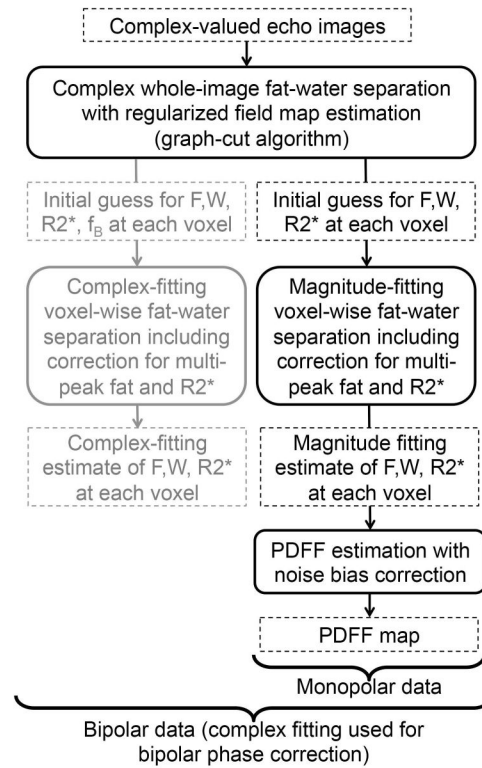 Complex-valued echo images
Complex whole-image fat-water separation
with regularized field map estimation
(graph-cut algorithm)
Initial guess for F,W,
R2*, f_B at each voxel
Initial guess for F,W,
R2* at each voxel
Complex-fitting
voxel-wise fat-water
separation including
correction for multi-
peak fat and R2*
Magnitude-fitting
voxel-wise fat-water
separation including
correction for multi-
peak fat and R2*
Complex-fitting
estimate of F,W, R2*
at each voxel
Magnitude fitting
estimate of F,W, R2*
at each voxel
PDFF estimation with
noise bias correction
PDFF map
Monopolar data
Bipolar data (complex fitting used for
bipolar phase correction)